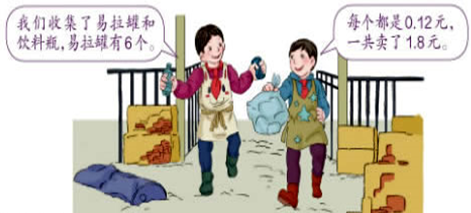 我们收集了易拉罐和
饮料瓶,易拉罐有6个。
每个都是0.12元,
一共卖了1.8元。